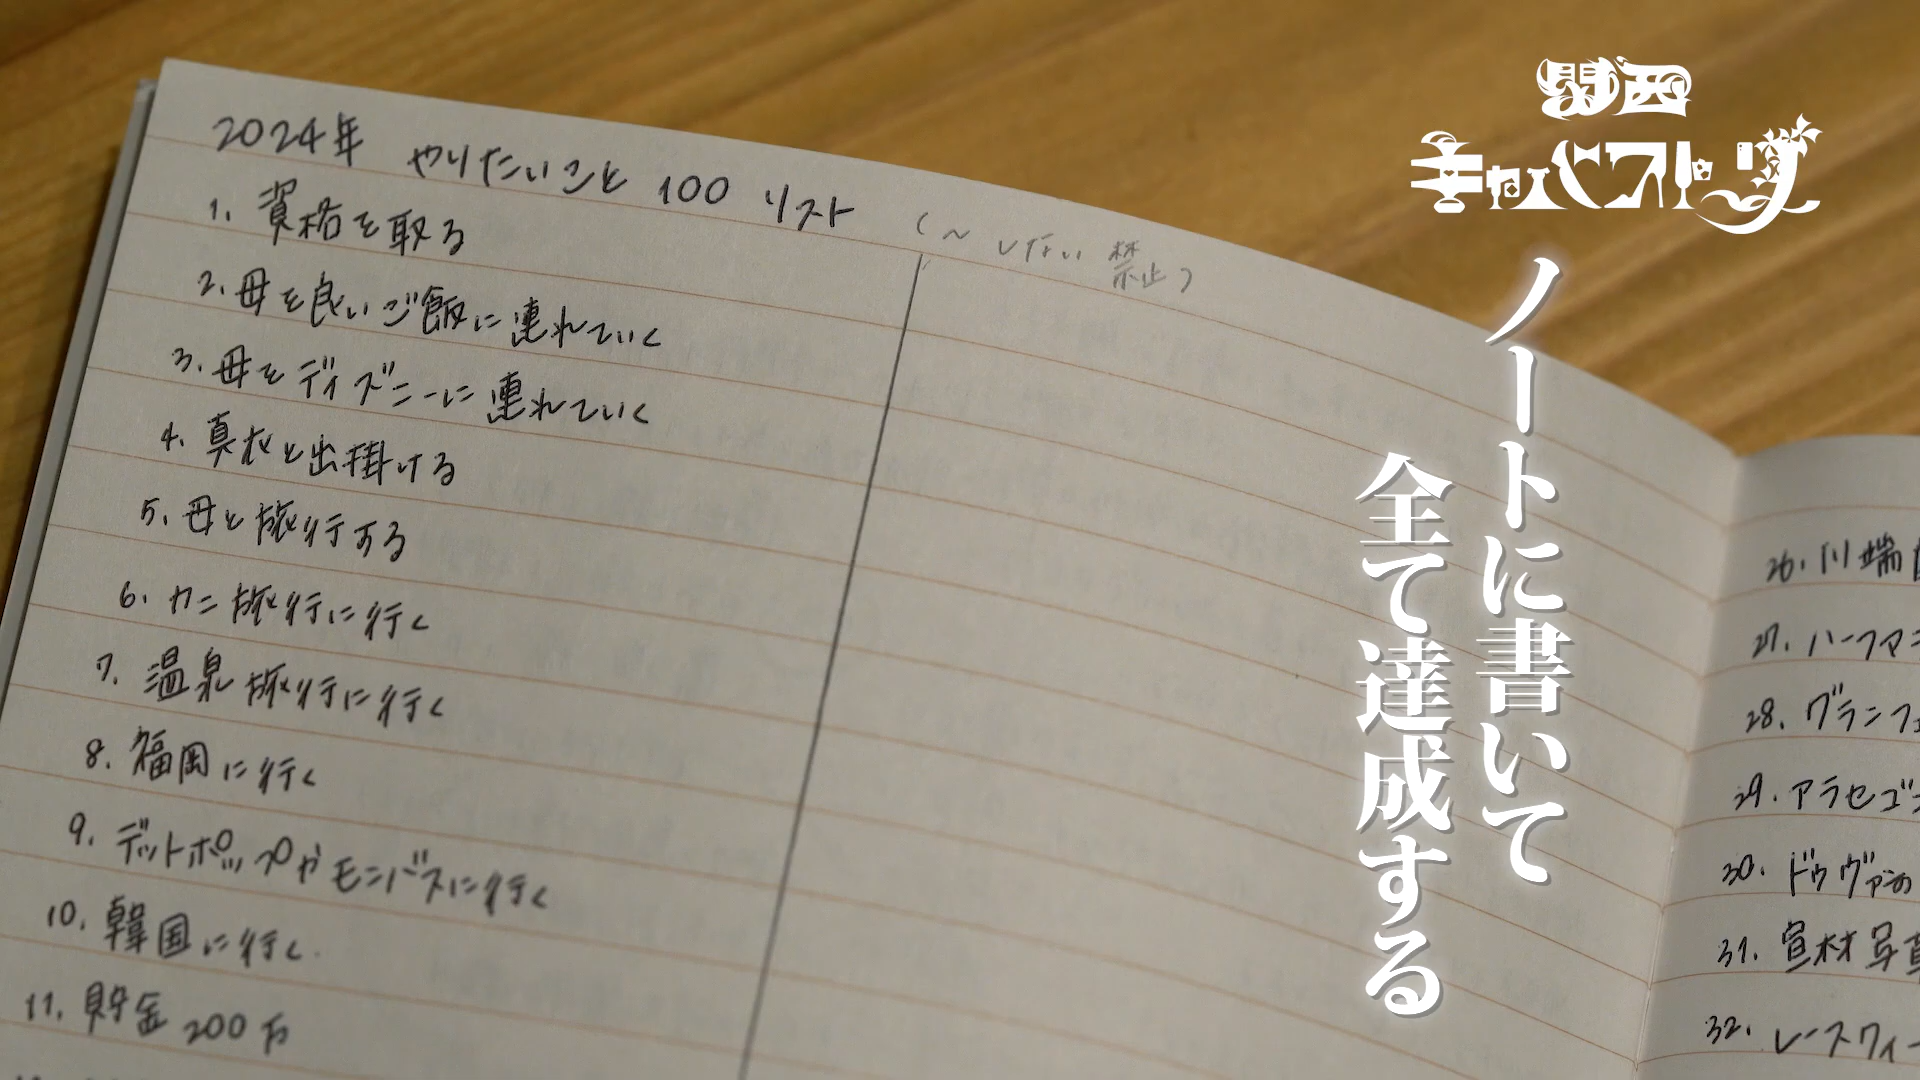 2024年 やりたいこと 100 リスト (~しない禁止)
1. 資格を取る
2. 母を良いご飯に連れていく
3. 母をディズニーに連れていく
4. 真衣と出掛ける
5. 母と旅行する
6. カニ旅行に行く
7. 温泉旅行に行く
8. 福岡に行く
9. デットポップやモンバスに行く
10. 韓国に行く.
11. 貯金 200万
26. 川端
27. ハーフマラ
28. グランフ
29. アラセゴ
30. ドゥヴァの
31. 宣材写真
32. レースクィー
関西
キャバストーリー
ノートに書いて
全て達成する